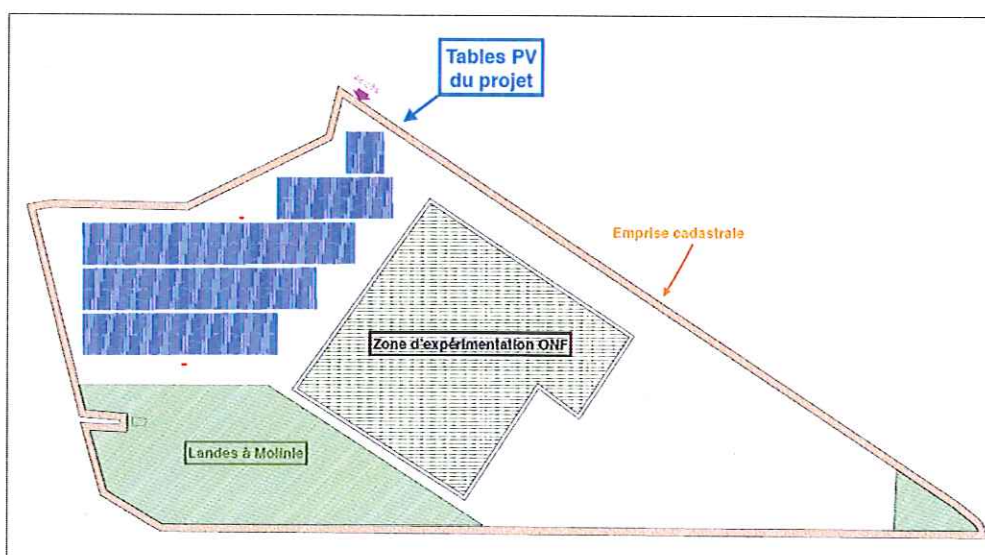 Tables PV
du projet
Emprise cadastrale
Zone d'expérimentation ONF
Landes à Molinie